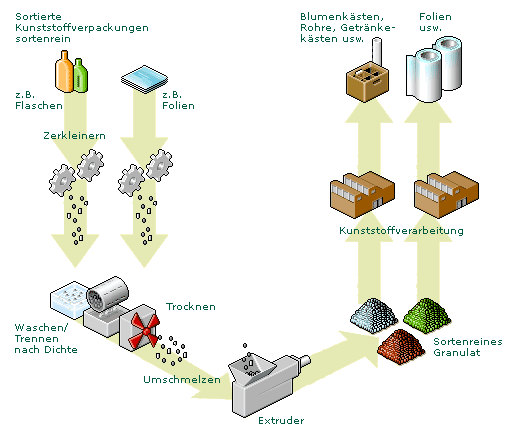 Sortierte
Kunststoffverpackungen
sortenrein
z.B.
Flaschen
z.B.
Folien
Zerkleinern
Waschen/
Trennen
nach Dichte
Trocknen
Umschmelzen
Extruder
Sortenreines
Granulat
Kunststoffverarbeitung
Blumenkästen,
Rohre, Getränke-
kästen usw.
Folien
usw.